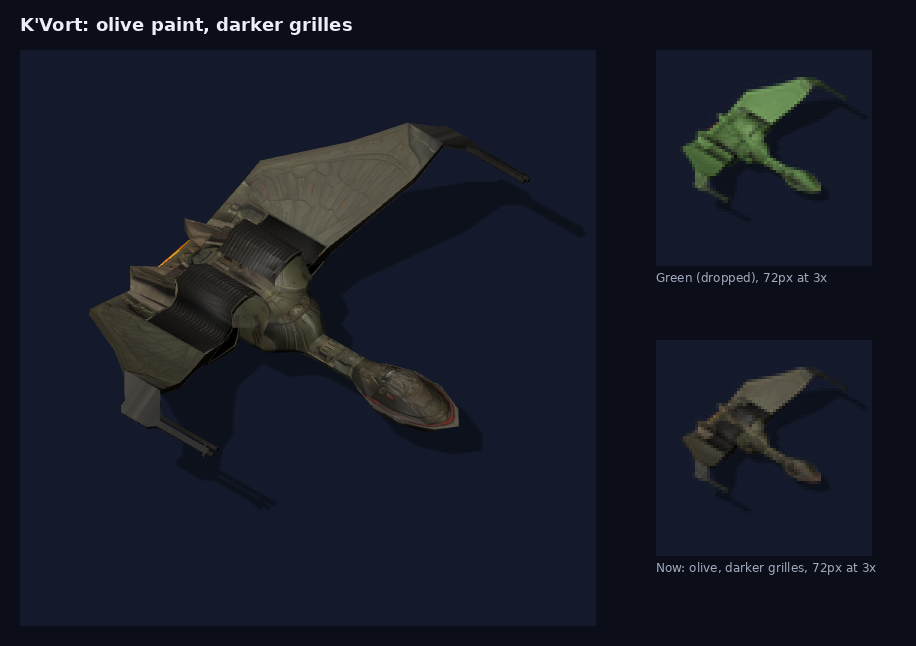 K'Vort: olive paint, darker grilles
Green (dropped), 72px at 3x
Now: olive, darker grilles, 72px at 3x